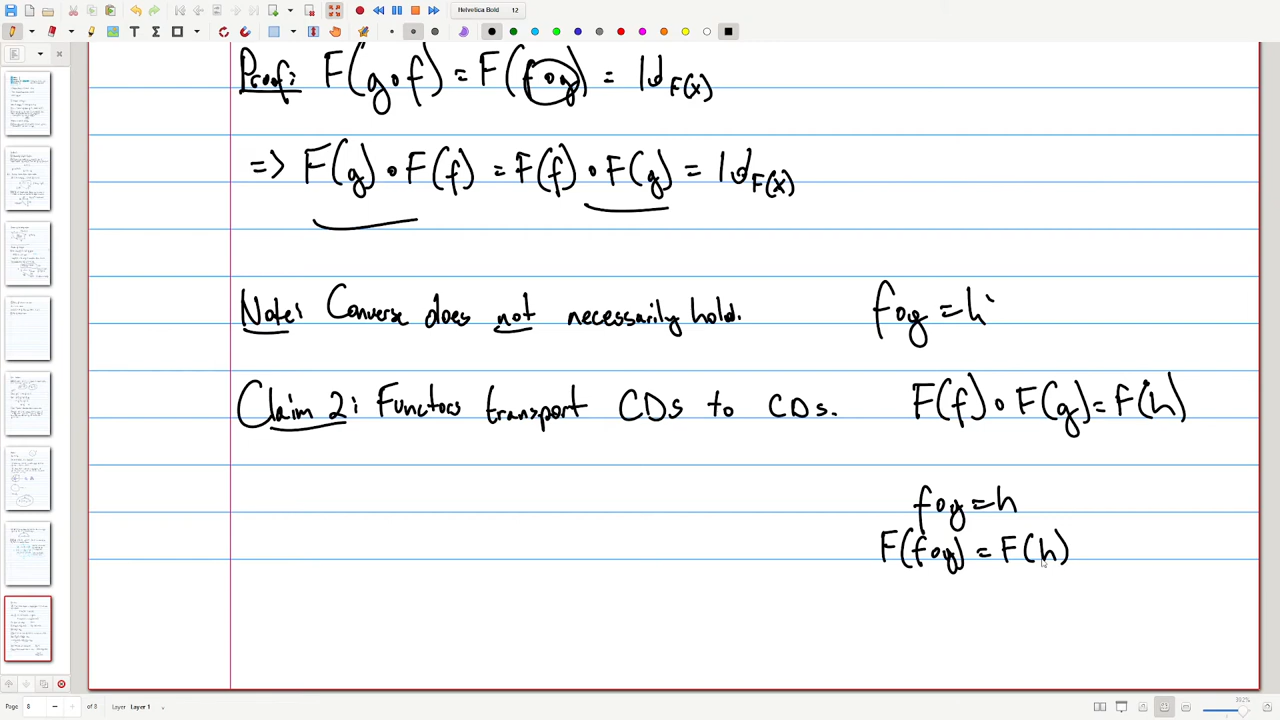 Helvetica Bold 12
Proof: F(g∘f) = F(f∘g) = Id_F(X)
=> F(g)∘F(f) = F(f)∘F(g) = Id_F(X)
Note: Converse does not necessarily hold. f∘g = h
Claim 2: Functors transport CDs to CDs. F(f)∘F(g) = F(h)
f∘g = h
F(f∘g) = F(h)
Page 8 of 8 Layer Layer 1 392%